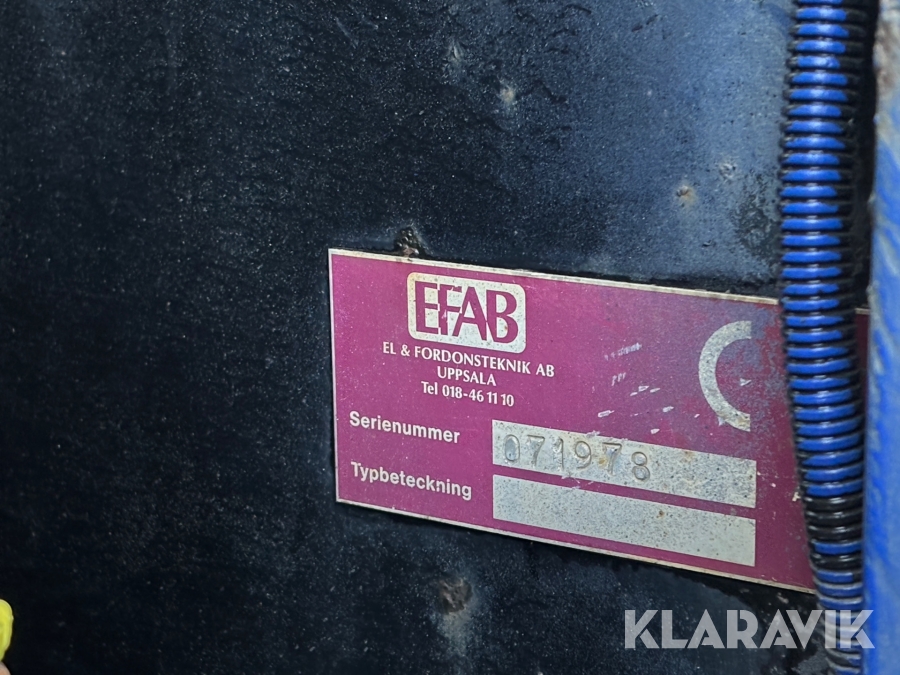 EFAB
EL & FORDONSTEKNIK AB
UPPSALA
Tel 018-46 11 10
Serienummer 071978
Typbeteckning
KLARAVIK